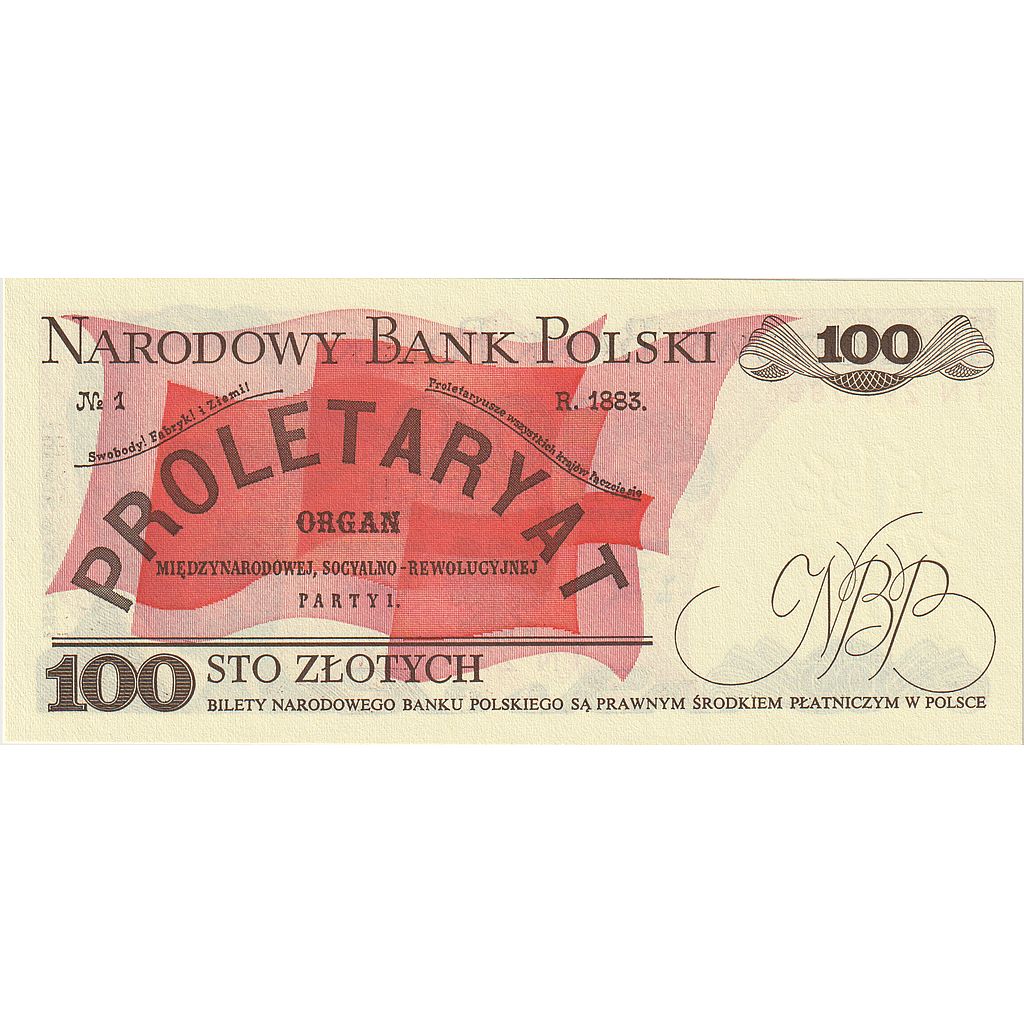 NARODOWY BANK POLSKI
100
№ 1
R. 1883.
Swobody! Fabryk! i Ziemi!
Proletaryusze wszystkich krajów łączcie się
PROLETARYAT
ORGAN
MIĘDZYNARODOWEJ, SOCYALNO-REWOLUCYJNEJ
PARTYI.
NBP
100 STO ZŁOTYCH
BILETY NARODOWEGO BANKU POLSKIEGO SĄ PRAWNYM ŚRODKIEM PŁATNICZYM W POLSCE